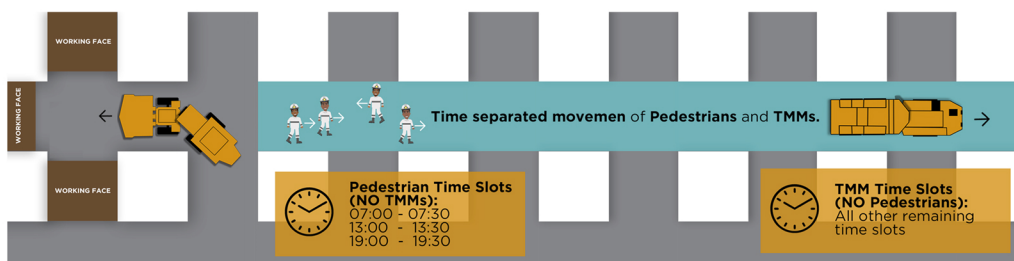 WORKING FACE
WORKING FACE
WORKING FACE
Time separated movemen of Pedestrians and TMMs.
Pedestrian Time Slots
(NO TMMs):
07:00 - 07:30
13:00 - 13:30
19:00 - 19:30
TMM Time Slots
(NO Pedestrians):
All other remaining
time slots